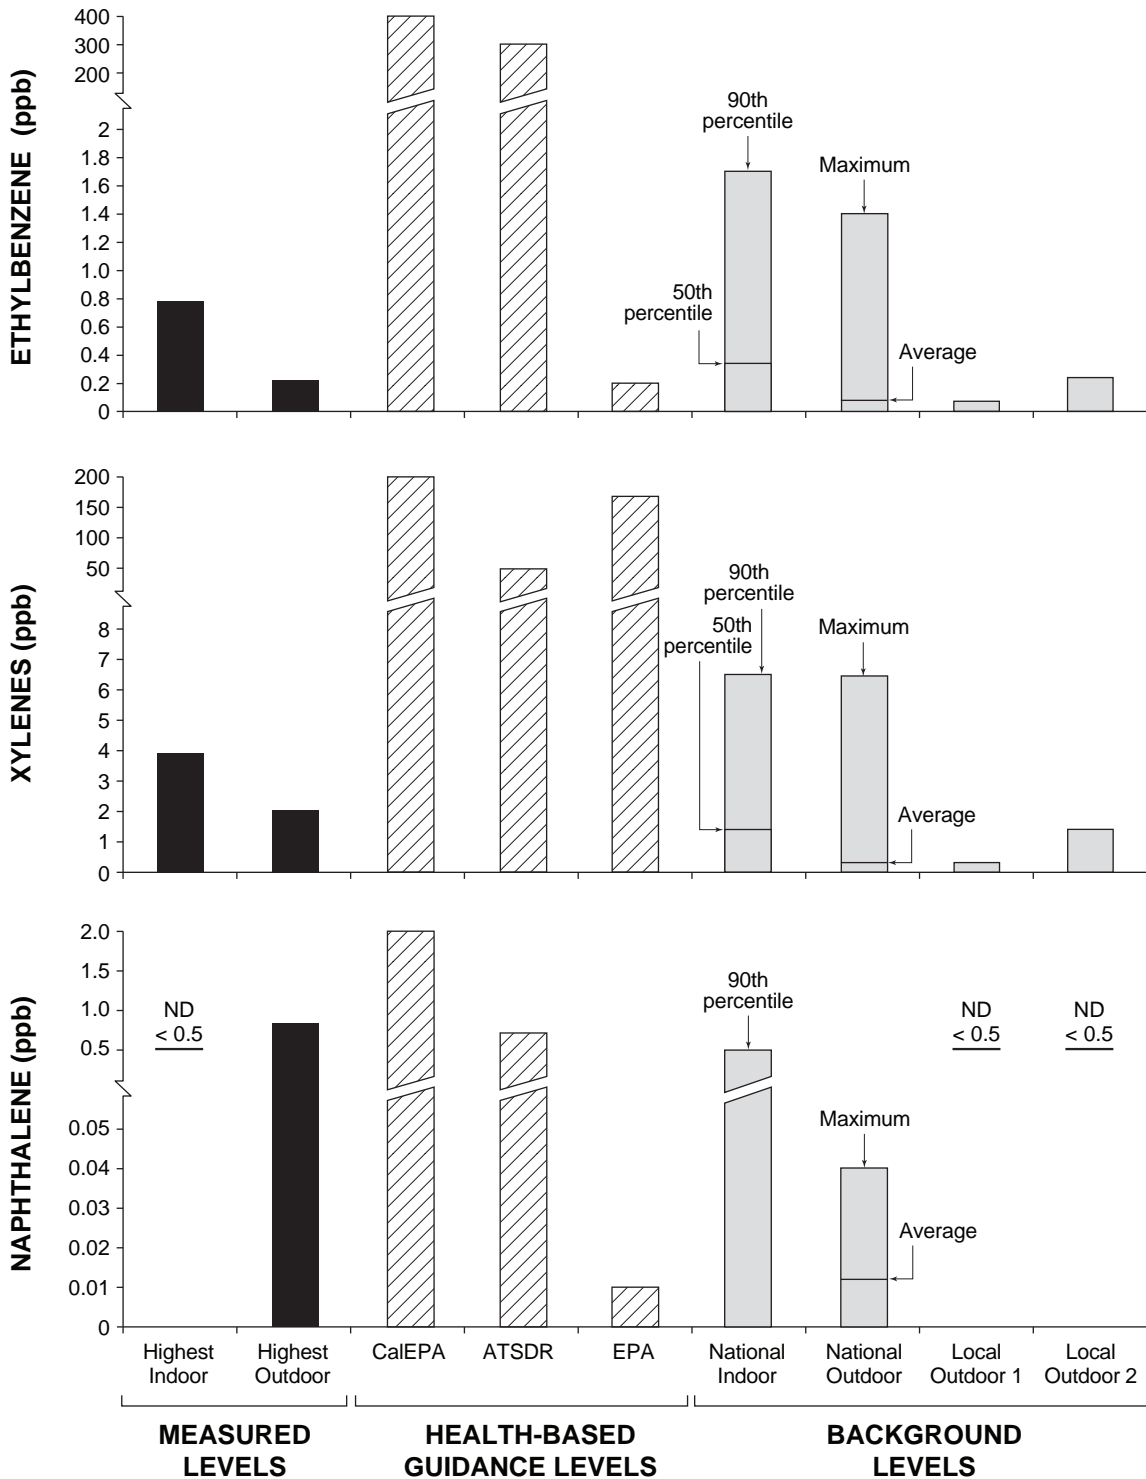 ETHYLBENZENE (ppb)
400
300
200
2
1.8
1.6
1.4
1.2
1.0
0.8
0.6
0.4
0.2
0
90th
percentile
Maximum
50th
percentile
Average
XYLENES (ppb)
200
150
100
50
8
7
6
5
4
3
2
1
0
90th
percentile
50th
percentile
Maximum
Average
NAPHTHALENE (ppb)
2.0
1.5
1.0
0.5
0.05
0.04
0.03
0.02
0.01
0
ND
< 0.5
90th
percentile
Maximum
Average
ND
< 0.5
ND
< 0.5
Highest
Indoor
Highest
Outdoor
CalEPA
ATSDR
EPA
National
Indoor
National
Outdoor
Local
Outdoor 1
Local
Outdoor 2
MEASURED
LEVELS
HEALTH-BASED
GUIDANCE LEVELS
BACKGROUND
LEVELS